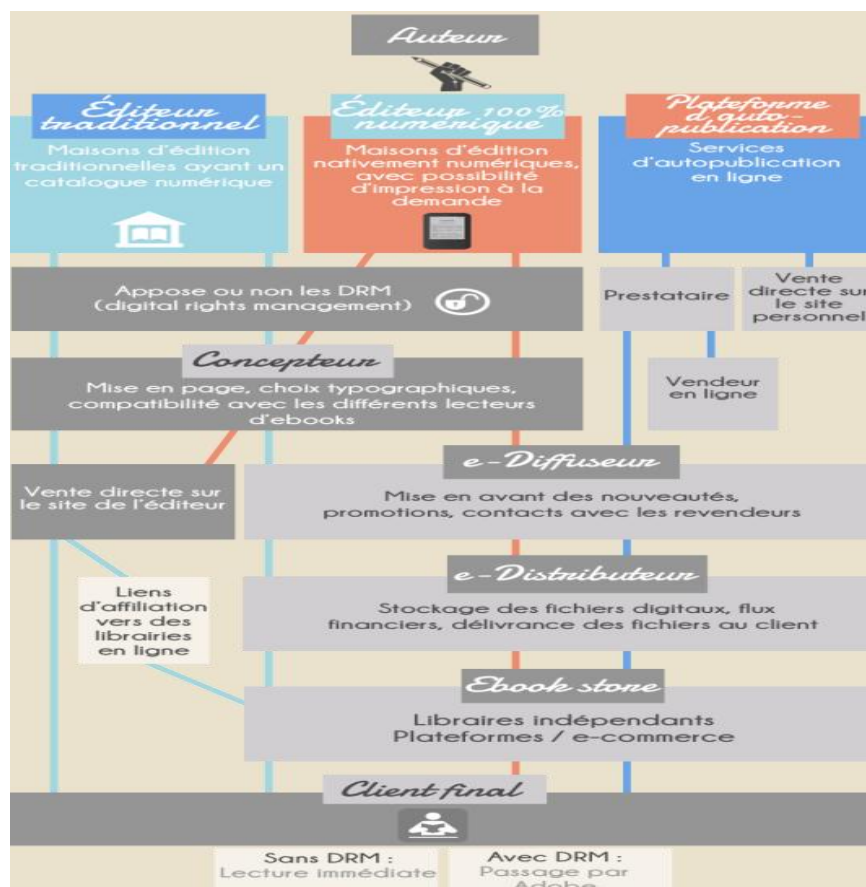 Auteur
Éditeur
traditionnel
Maisons d'édition
traditionnelles ayant un
catalogue numérique
Éditeur 100%
numérique
Maisons d'édition
nativement numériques,
avec possibilité
d'impression à la
demande
Plateforme
d'auto-
publication
Services
d'autopublication
en ligne
Appose ou non les DRM
(digital rights management)
Prestataire
Vente
directe sur
le site
personnel
Concepteur
Mise en page, choix typographiques,
compatibilité avec les différents lecteurs
d'ebooks
Vendeur
en ligne
Vente directe sur
le site de l'éditeur
e-Diffuseur
Mise en avant des nouveautés,
promotions, contacts avec les revendeurs
Liens
d'affiliation
vers des
librairies
en ligne
e-Distributeur
Stockage des fichiers digitaux, flux
financiers, délivrance des fichiers au client
Ebook store
Libraires indépendants
Plateformes / e-commerce
Client final
Sans DRM :
Lecture immédiate
Avec DRM :
Passage par
Adobe